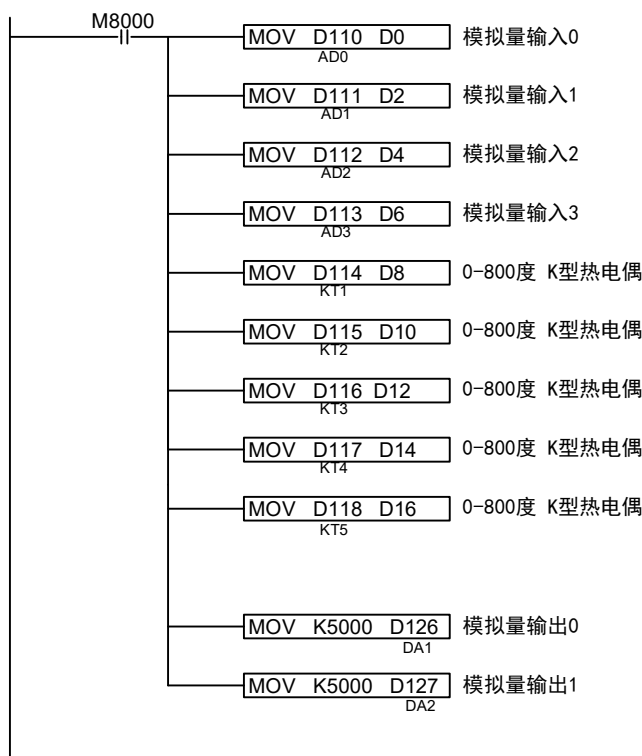 M8000
MOV D110 D0 模拟量输入0
AD0
MOV D111 D2 模拟量输入1
AD1
MOV D112 D4 模拟量输入2
AD2
MOV D113 D6 模拟量输入3
AD3
MOV D114 D8 0-800度 K型热电偶
KT1
MOV D115 D10 0-800度 K型热电偶
KT2
MOV D116 D12 0-800度 K型热电偶
KT3
MOV D117 D14 0-800度 K型热电偶
KT4
MOV D118 D16 0-800度 K型热电偶
KT5
MOV K5000 D126 模拟量输出0
DA1
MOV K5000 D127 模拟量输出1
DA2